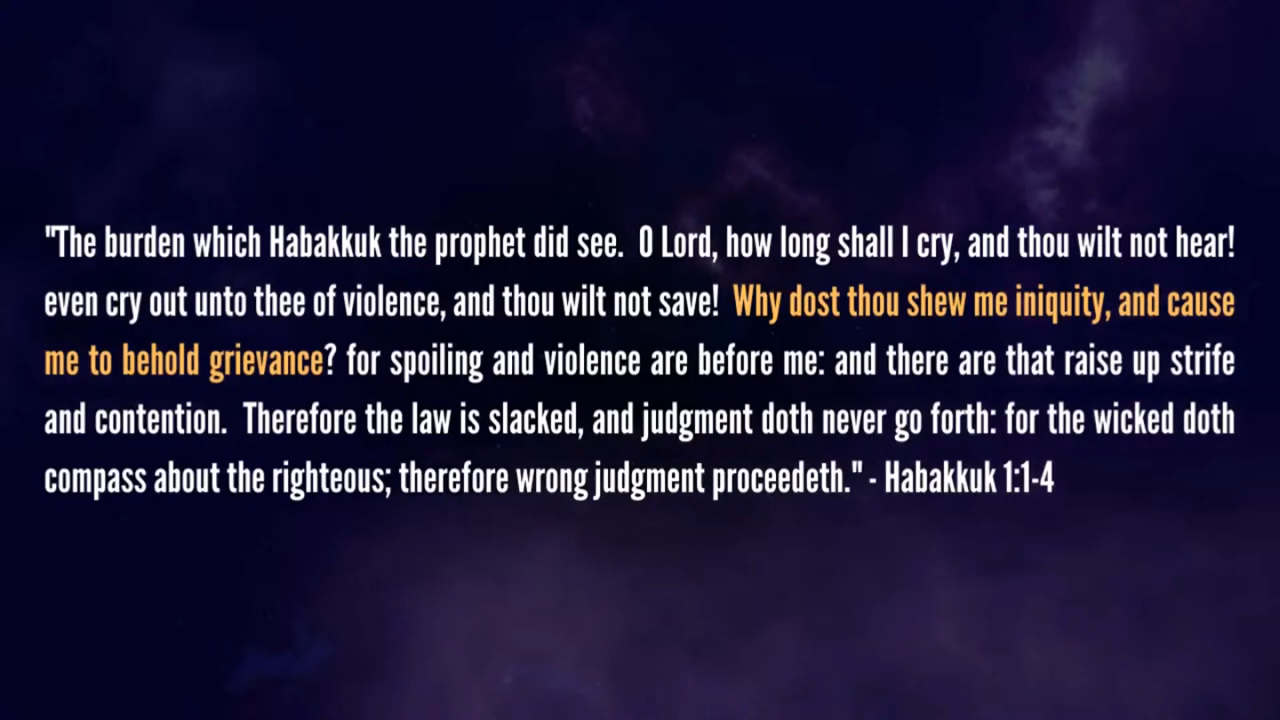 "The burden which Habakkuk the prophet did see.  O Lord, how long shall I cry, and thou wilt not hear!
even cry out unto thee of violence, and thou wilt not save!  Why dost thou shew me iniquity, and cause
me to behold grievance? for spoiling and violence are before me: and there are that raise up strife
and contention.  Therefore the law is slacked, and judgment doth never go forth: for the wicked doth
compass about the righteous; therefore wrong judgment proceedeth." - Habakkuk 1:1-4